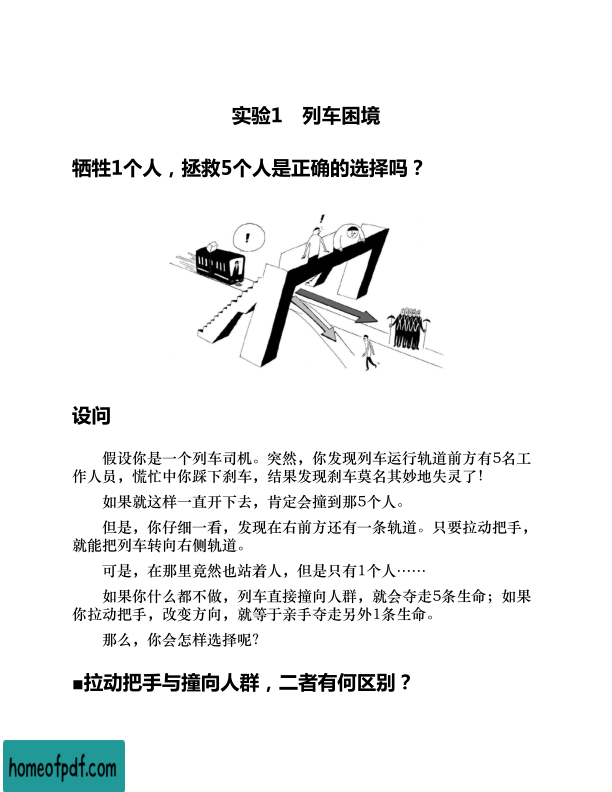 实验1 列车困境
牺牲1个人，拯救5个人是正确的选择吗？
!
!
设问
假设你是一个列车司机。突然，你发现列车运行轨道前方有5名工
作人员，慌忙中你踩下刹车，结果发现刹车莫名其妙地失灵了！
如果就这样一直开下去，肯定会撞到那5个人。
但是，你仔细一看，发现在右前方还有一条轨道。只要拉动把手，
就能把列车转向右侧轨道。
可是，在那里竟然也站着人，但是只有1个人……
如果你什么都不做，列车直接撞向人群，就会夺走5条生命；如果
你拉动把手，改变方向，就等于亲手夺走另外1条生命。
那么，你会怎样选择呢？
■拉动把手与撞向人群，二者有何区别？
homeofpdf.com